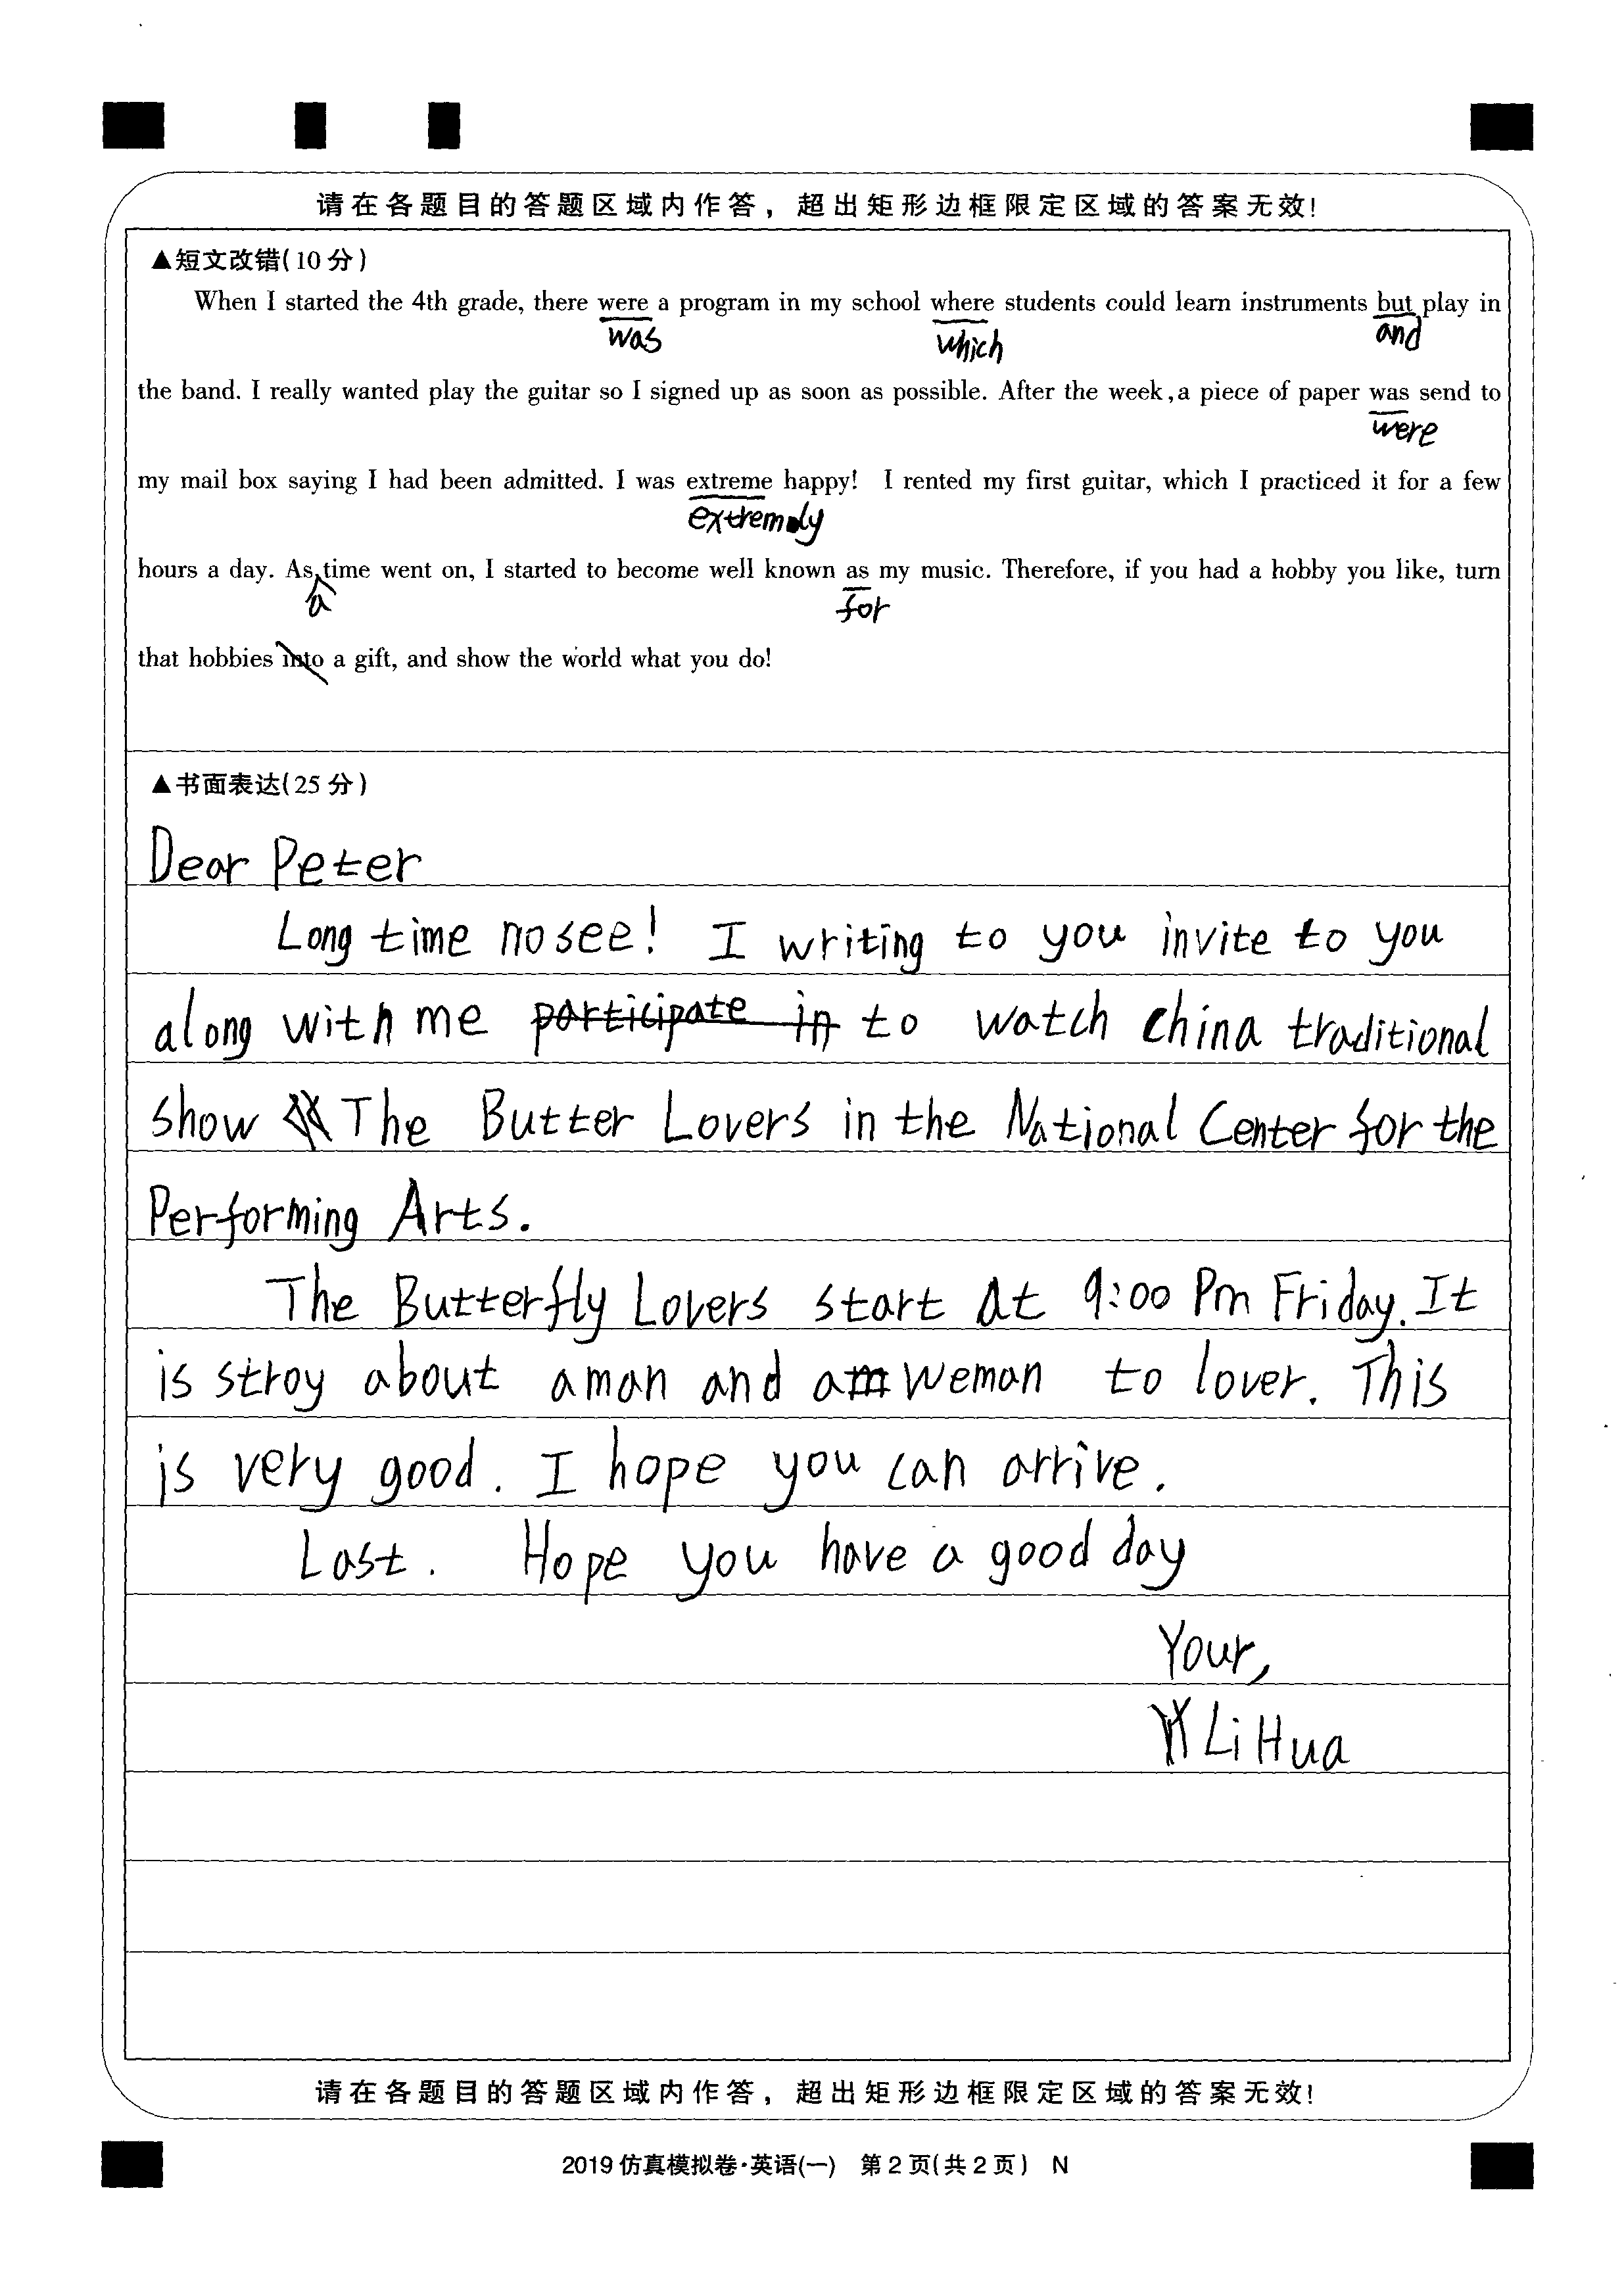 请在各题目的答题区域内作答，超出矩形边框限定区域的答案无效!
▲短文改错(10分)
When I started the 4th grade, there were a program in my school where students could learn instruments but play in
was which and
the band. I really wanted play the guitar so I signed up as soon as possible. After the week, a piece of paper was send to
were
my mail box saying I had been admitted. I was extreme happy! I rented my first guitar, which I practiced it for a few
extremely
hours a day. As time went on, I started to become well known as my music. Therefore, if you had a hobby you like, turn
a for
that hobbies into a gift, and show the world what you do!
▲书面表达(25分)
Dear Peter
Long time no see! I writing to you invite to you
along with me participate in to watch china traditional
show The Butter Lovers in the National Center for the
Performing Arts.
The Butterfly Lovers start at 9:00 Pm Friday. It
is stroy about a man and a weman to lover. This
is very good. I hope you can arrive.
Last. Hope you have a good day
Your,
Li Hua
请在各题目的答题区域内作答，超出矩形边框限定区域的答案无效!
2019仿真模拟卷·英语(一) 第2页(共2页) N